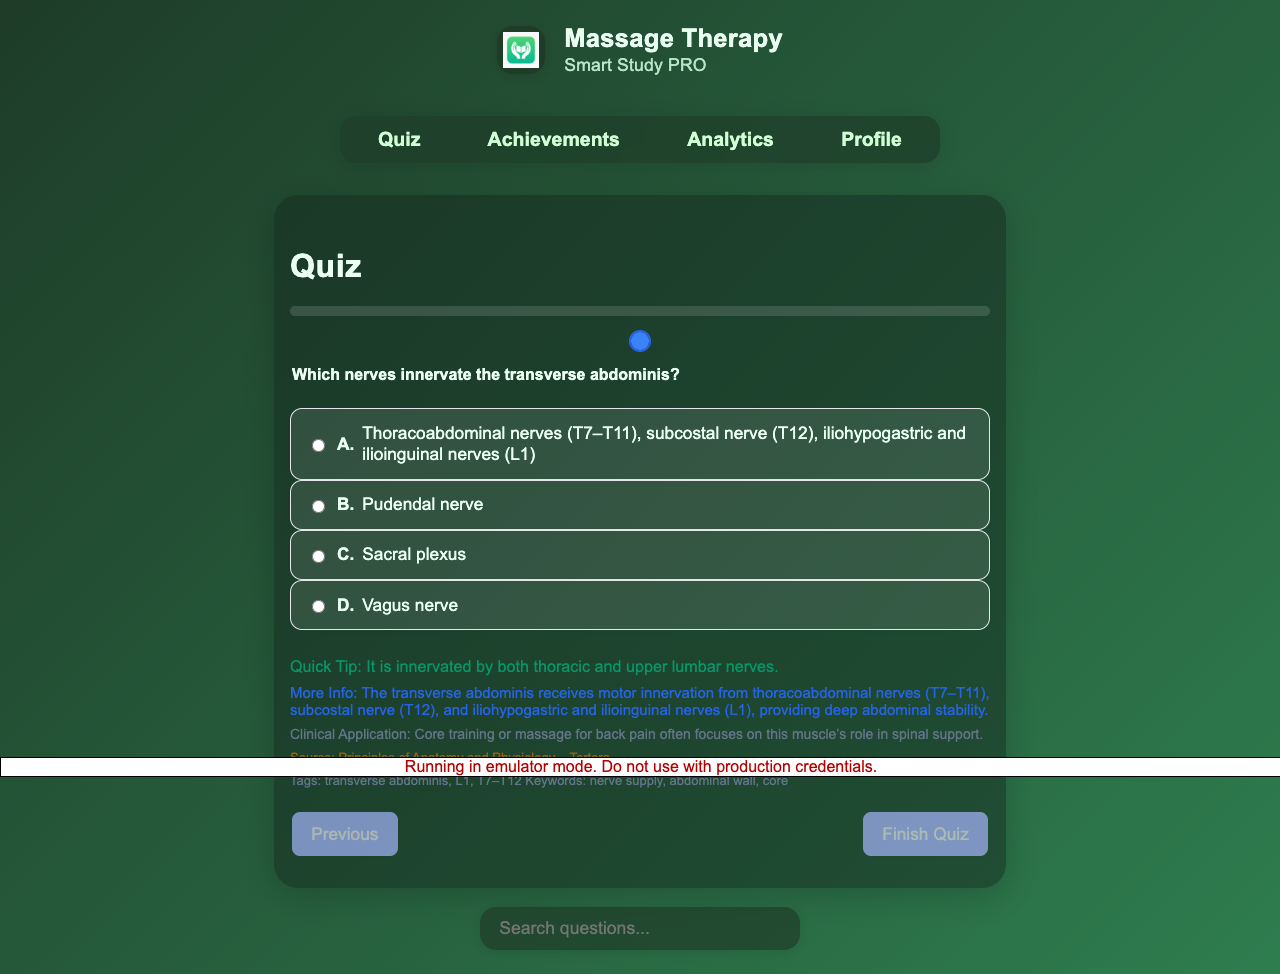 Massage Therapy
Smart Study PRO
Quiz
Achievements
Analytics
Profile
Quiz
Which nerves innervate the transverse abdominis?
A. Thoracoabdominal nerves (T7–T11), subcostal nerve (T12), iliohypogastric and
ilioinguinal nerves (L1)
B. Pudendal nerve
C. Sacral plexus
D. Vagus nerve
Quick Tip: It is innervated by both thoracic and upper lumbar nerves.
More Info: The transverse abdominis receives motor innervation from thoracoabdominal nerves (T7–T11),
subcostal nerve (T12), and iliohypogastric and ilioinguinal nerves (L1), providing deep abdominal stability.
Clinical Application: Core training or massage for back pain often focuses on this muscle's role in spinal support.
Source: Principles of Anatomy and Physiology – Tortora
Running in emulator mode. Do not use with production credentials.
Tags: transverse abdominis, L1, T7–T12 Keywords: nerve supply, abdominal wall, core
Previous
Finish Quiz
Search questions...